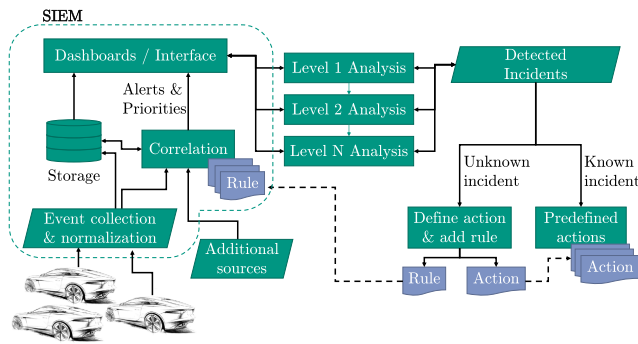 SIEM
Dashboards / Interface
Alerts &
Priorities
Storage
Correlation
Rule
Event collection
& normalization
Additional
sources
Level 1 Analysis
Level 2 Analysis
Level N Analysis
Detected
Incidents
Unknown
incident
Known
incident
Define action
& add rule
Predefined
actions
Rule
Action
Action